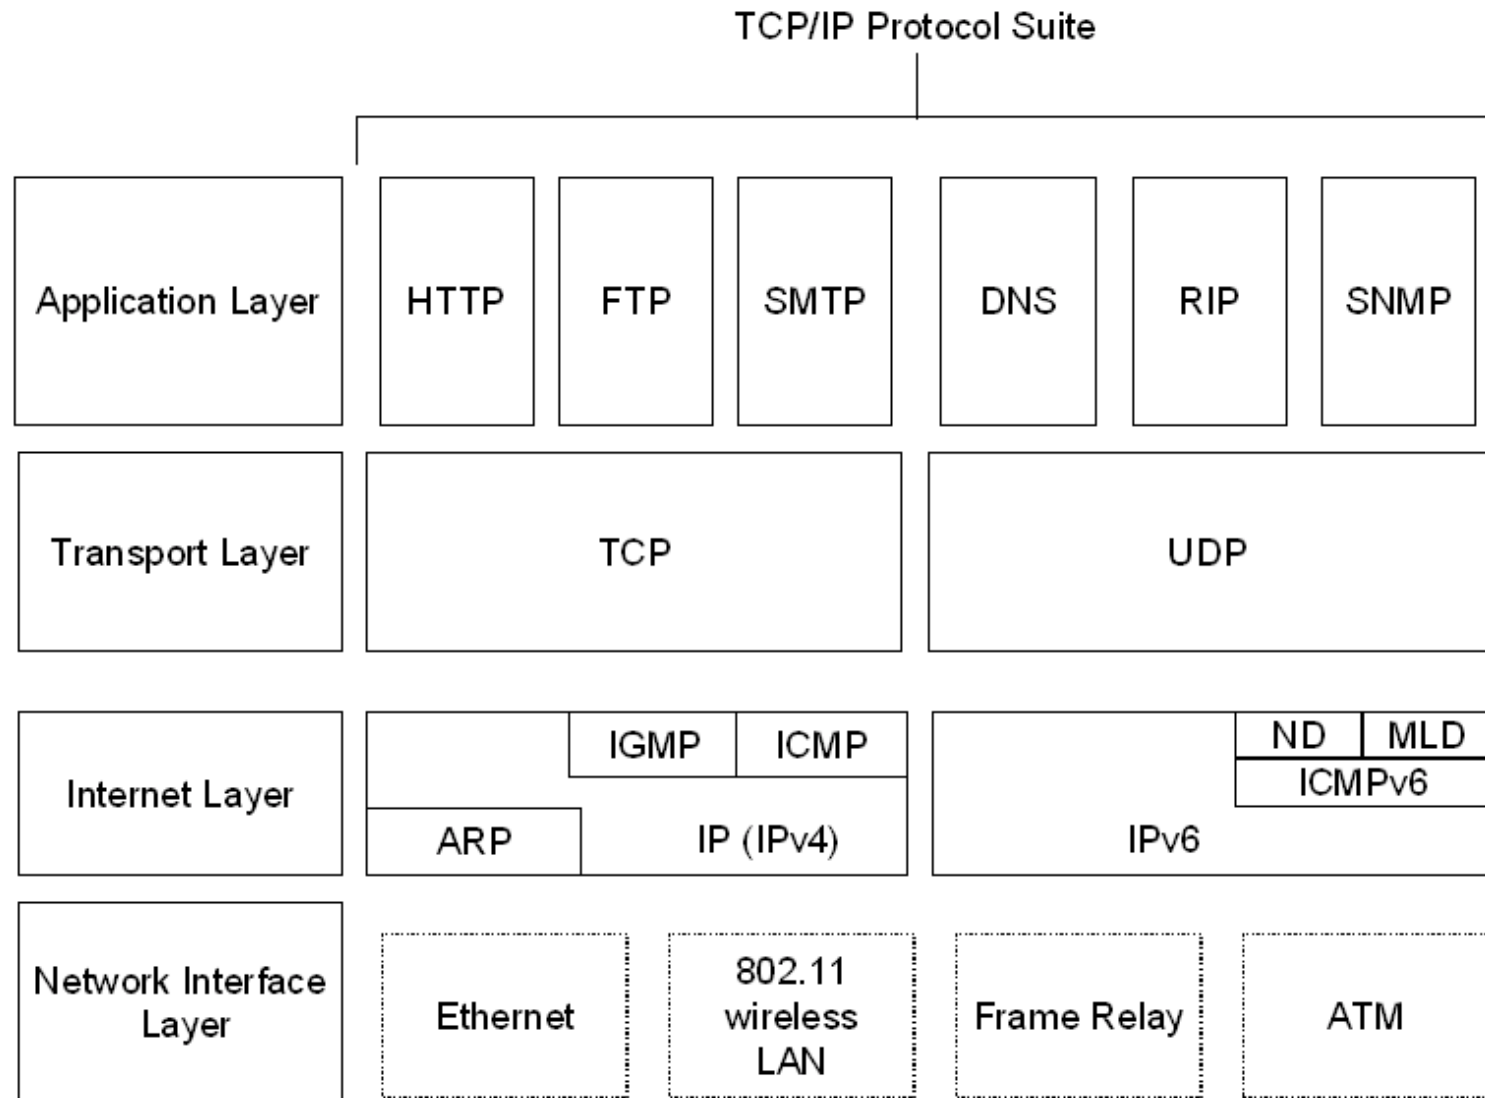 TCP/IP Protocol Suite
Application Layer
HTTP
FTP
SMTP
DNS
RIP
SNMP
Transport Layer
TCP
UDP
Internet Layer
IGMP
ICMP
ARP
IP (IPv4)
ND
MLD
ICMPv6
IPv6
Network Interface
Layer
Ethernet
802.11
wireless
LAN
Frame Relay
ATM